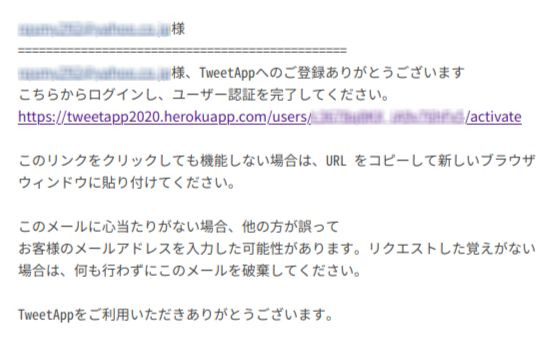 様
===============================================
様、TweetAppへのご登録ありがとうございます
こちらからログインし、ユーザー認証を完了してください。
https://tweetapp2020.herokuapp.com/users/ /activate
このリンクをクリックしても機能しない場合は、URL をコピーして新しいブラウザ
ウィンドウに貼り付けてください。
このメールに心当たりがない場合、他の方が誤って
お客様のメールアドレスを入力した可能性があります。リクエストした覚えがない
場合は、何も行わずにこのメールを破棄してください。
TweetAppをご利用いただきありがとうございます。